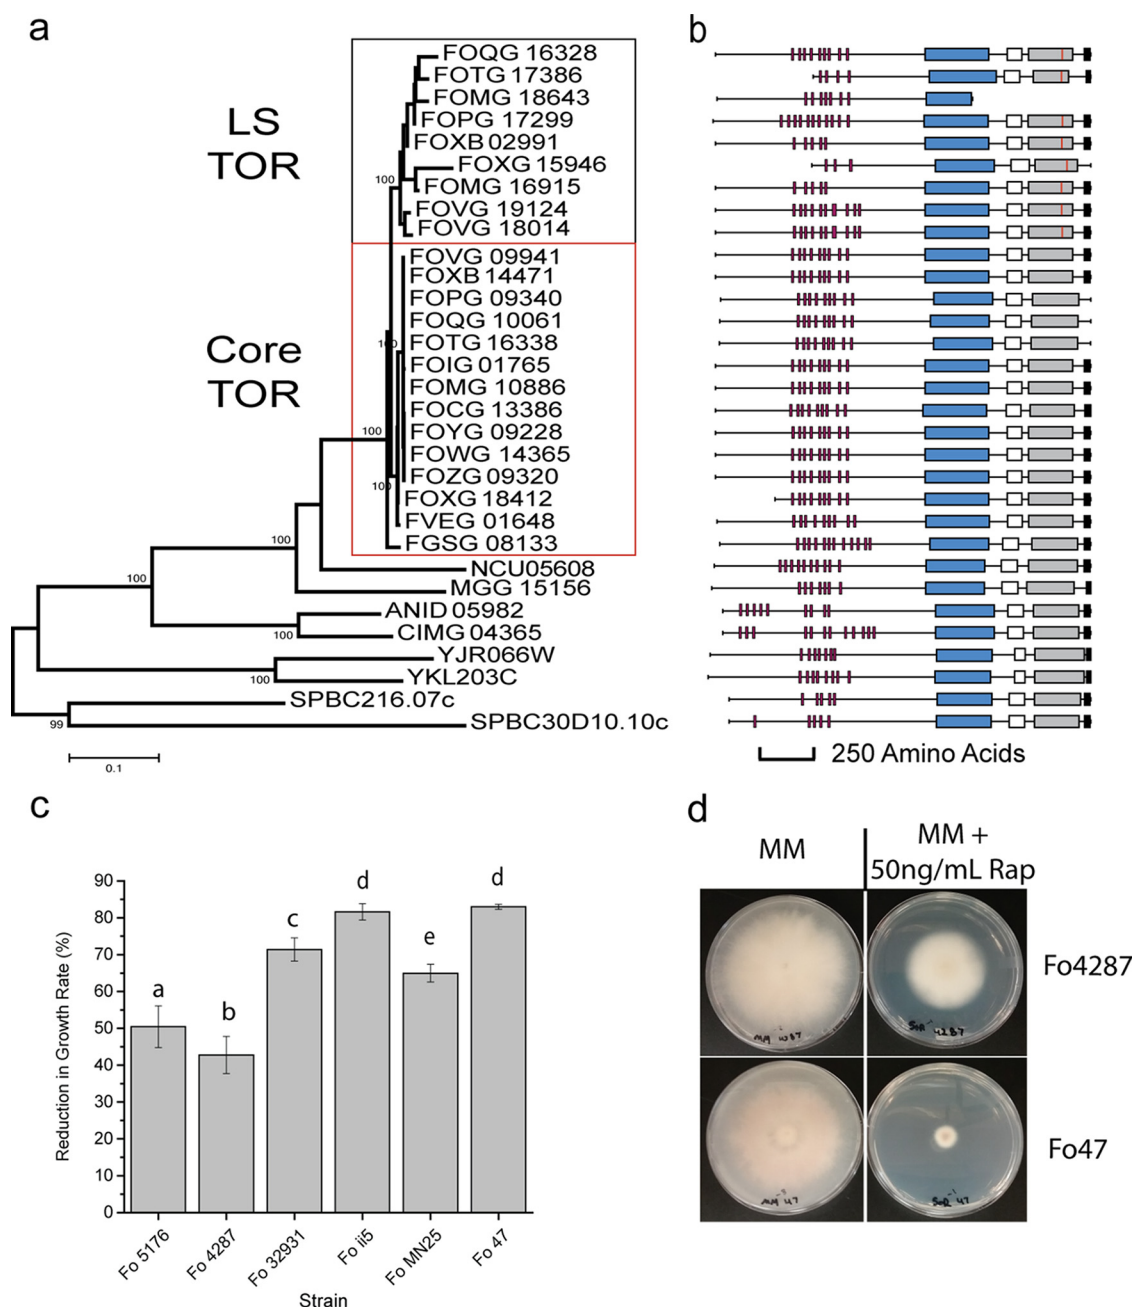 a
LS
TOR
FOQG 16328
FOTG 17386
FOMG 18643
FOPG 17299
FOXB 02991
FOXG 15946
FOMG 16915
FOVG 19124
FOVG 18014
100
Core
TOR
FOVG 09941
FOXB 14471
FOPG 09340
FOQG 10061
FOTG 16338
FOIG 01765
FOMG 10886
FOCG 13386
FOYG 09228
FOWG 14365
FOZG 09320
FOXG 18412
FVEG 01648
FGSG 08133
100
100
100
NCU05608
MGG 15156
ANID 05982
CIMG 04365
YJR066W
YKL203C
SPBC216.07c
SPBC30D10.10c
100
100
100
100
99
0.1
b
250 Amino Acids
c
Reduction in Growth Rate (%)
90
80
70
60
50
40
30
20
10
0
a
b
c
d
e
d
Fo 5176
Fo 4287
Fo 32931
Fo ii5
Fo MN25
Fo 47
Strain
d
MM
MM +
50ng/mL Rap
Fo4287
Fo47